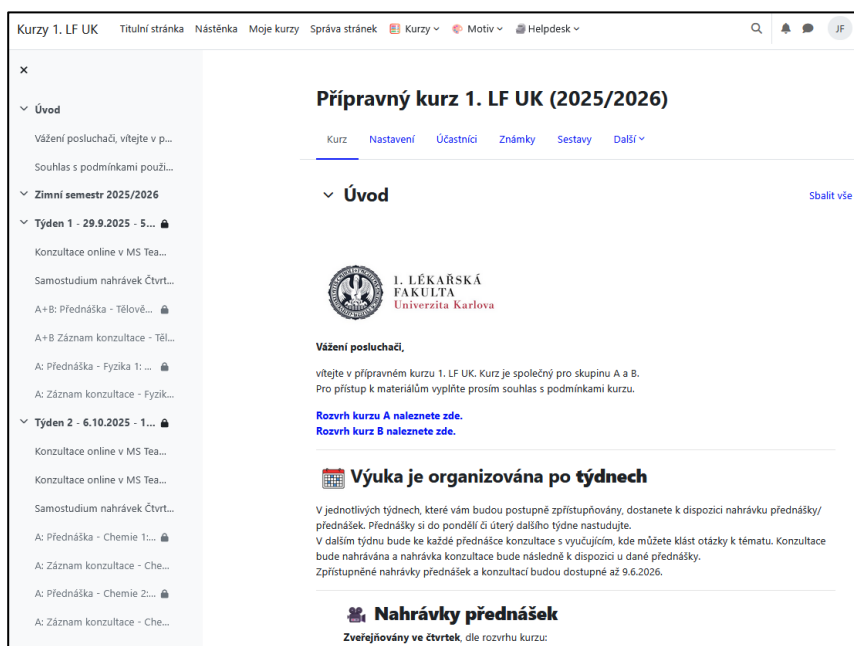 Kurzy 1. LF UK Titulní stránka Nástěnka Moje kurzy Správa stránek Kurzy Motiv Helpdesk JF
Úvod
Vážení posluchači, vítejte v p...
Souhlas s podmínkami použi...
Zimní semestr 2025/2026
Týden 1 - 29.9.2025 - 5...
Konzultace online v MS Tea...
Samostudium nahrávek Čtvrt...
A+B: Přednáška - Tělově...
A+B Záznam konzultace - Těl...
A: Přednáška - Fyzika 1: ...
A: Záznam konzultace - Fyzik...
Týden 2 - 6.10.2025 - 1...
Konzultace online v MS Tea...
Konzultace online v MS Tea...
Samostudium nahrávek Čtvrt...
A: Přednáška - Chemie 1:...
A: Záznam konzultace - Che...
A: Přednáška - Chemie 2:...
A: Záznam konzultace - Che...
Přípravný kurz 1. LF UK (2025/2026)
Kurz Nastavení Účastníci Známky Sestavy Další
Úvod
Sbalit vše
1. LÉKAŘSKÁ
FAKULTA
Univerzita Karlova
Vážení posluchači,
vítejte v přípravném kurzu 1. LF UK. Kurz je společný pro skupinu A a B.
Pro přístup k materiálům vyplňte prosím souhlas s podmínkami kurzu.
Rozvrh kurzu A naleznete zde.
Rozvrh kurz B naleznete zde.
Výuka je organizována po týdnech
V jednotlivých týdnech, které vám budou postupně zpřístupňovány, dostanete k dispozici nahrávku přednášky/
přednášek. Přednášky si do pondělí či úterý dalšího týdne nastudujte.
V dalším týdnu bude ke každé přednášce konzultace s vyučujícím, kde můžete klást otázky k tématu. Konzultace
bude nahrávána a nahrávka konzultace bude následně k dispozici u dané přednášky.
Zpřístupněné nahrávky přednášek a konzultací budou dostupné až 9.6.2026.
Nahrávky přednášek
Zveřejňovány ve čtvrtek, dle rozvrhu kurzu: